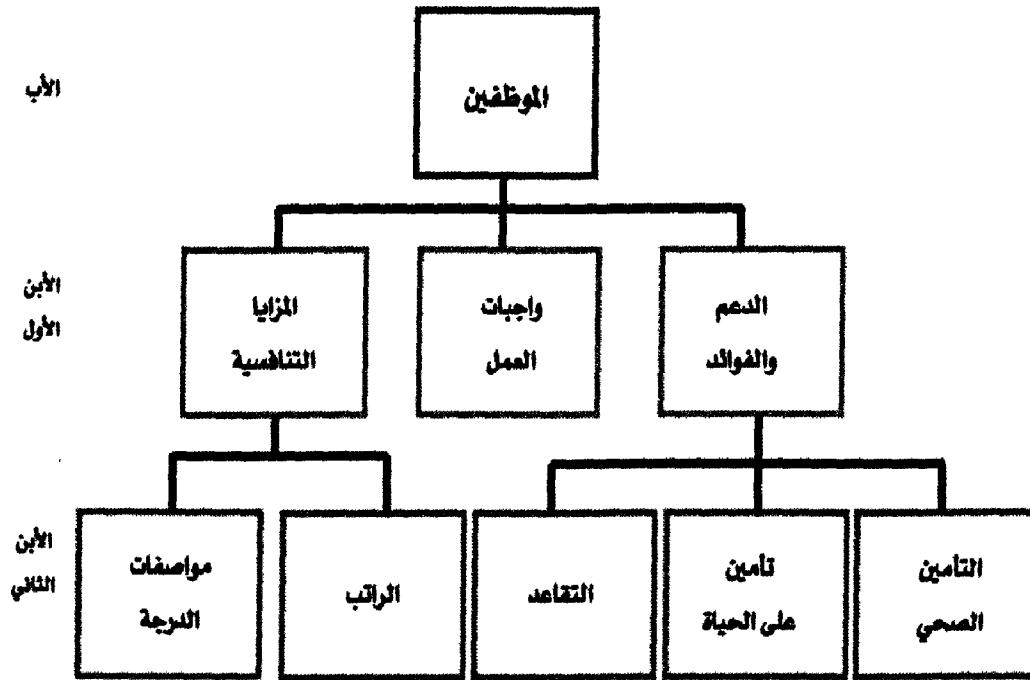 الأب
الموظفين
الأبن
الأول
الدعم
والفوائد
واجبات
العمل
المزايا
التنافسية
الأبن
الثاني
التأمين
الصحي
تأمين
على الحياة
التقاعد
الراتب
مواصفات
الدرجة